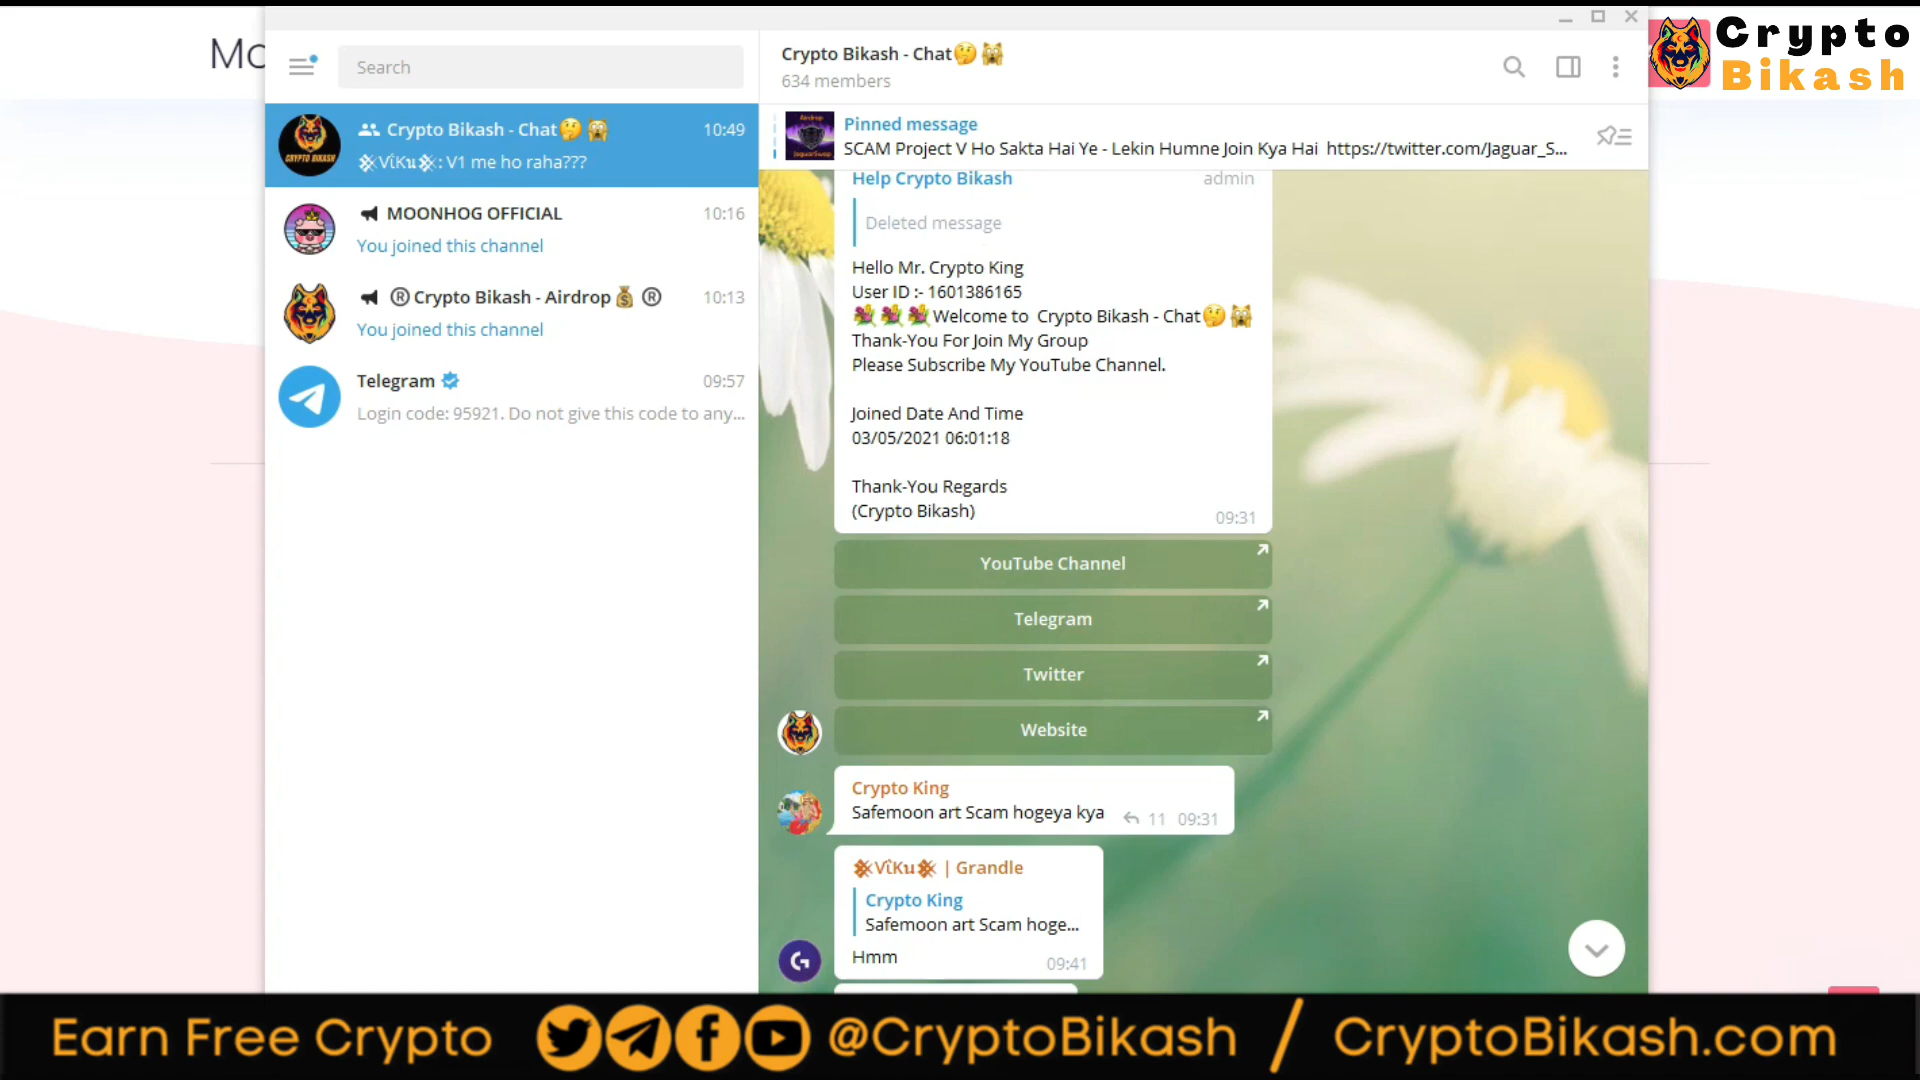 Mo
Search
Crypto Bikash - Chat🤔🙀
634 members
Crypto
Bikash
Crypto Bikash - Chat🤔🙀 10:49
※ViKu※: V1 me ho raha???
MOONHOG OFFICIAL 10:16
You joined this channel
®Crypto Bikash - Airdrop💰® 10:13
You joined this channel
Telegram 09:57
Login code: 95921. Do not give this code to any...
CRYPTO BIKASH
Pinned message
SCAM Project V Ho Sakta Hai Ye - Lekin Humne Join Kya Hai https://twitter.com/Jaguar_S...
Airdrop
JaguarSwap
Help Crypto Bikash admin
Deleted message
Hello Mr. Crypto King
User ID :- 1601386165
💐💐💐Welcome to Crypto Bikash - Chat🤔🙀
Thank-You For Join My Group
Please Subscribe My YouTube Channel.
Joined Date And Time
03/05/2021 06:01:18
Thank-You Regards
(Crypto Bikash)
09:31
YouTube Channel
Telegram
Twitter
Website
Crypto King
Safemoon art Scam hogeya kya 11 09:31
※ViKu※ | Grandle
Crypto King
Safemoon art Scam hoge...
Hmm 09:41
Earn Free Crypto @CryptoBikash / CryptoBikash.com